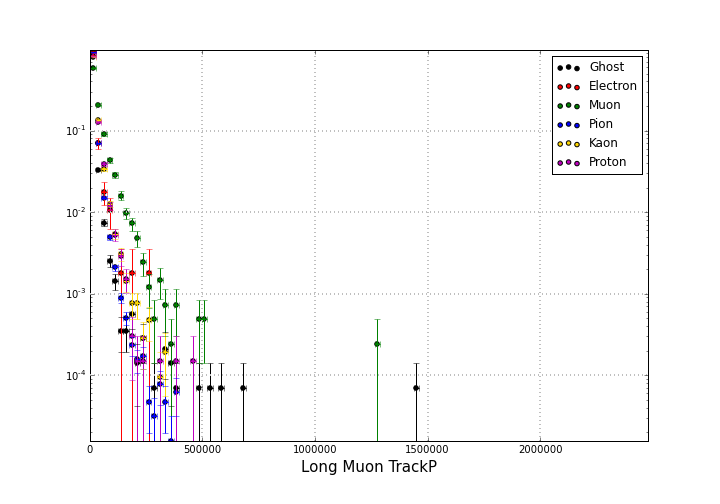 Ghost
Electron
Muon
Pion
Kaon
Proton
10^-1
10^-2
10^-3
10^-4
0 500000 1000000 1500000 2000000
Long Muon TrackP